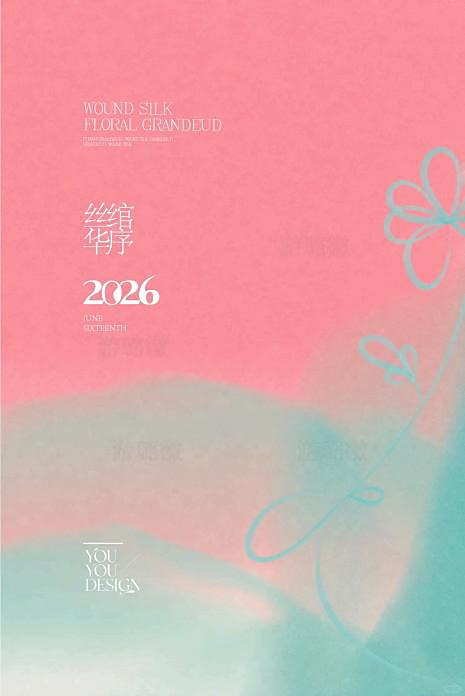 WOUND SILK
FLORAL GRANDEUD
丝绾
华序
2026
JUNE
SIXTEENTH
YOU
YOU
DESIGN